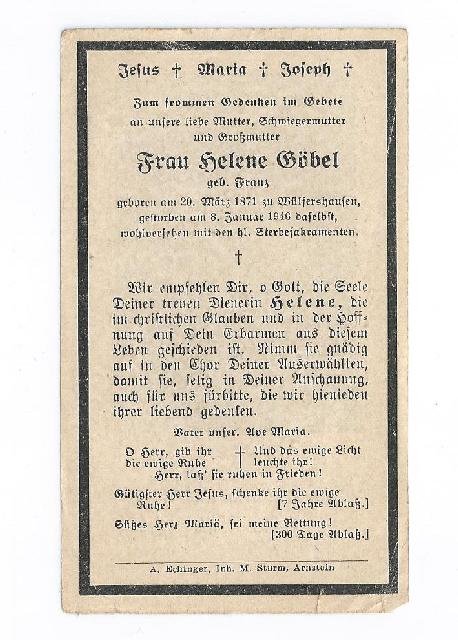 Jesus † Maria † Joseph †
Zum frommen Gedenken im Gebete
an unsere liebe Mutter, Schwiegermutter
und Großmutter
Frau Helene Göbel
geb. Franz
geboren am 20. März 1871 zu Wülfershausen,
gestorben am 8. Januar 1946 daselbst,
wohlversehen mit den hl. Sterbesakramenten.
†
Wir empfehlen Dir, o Gott, die Seele
Deiner treuen Dienerin Helene, die
im christlichen Glauben und in der Hoff-
nung auf Dein Erbarmen aus diesem
Leben geschieden ist. Nimm sie gnädig
auf in den Chor Deiner Auserwählten,
damit sie, selig in Deiner Anschauung,
auch für uns fürbitte, die wir hienieden
ihrer liebend gedenken.
Vater unser. Ave Maria.
O Herr, gib ihr † Und das ewige Licht
die ewige Ruhe leuchte ihr!
Herr, laß' sie ruhen in Frieden!
Gütigster Herr Jesus, schenke ihr die ewige
Ruhe! [7 Jahre Ablaß.]
Süßes Herz Mariä, sei meine Rettung!
[300 Tage Ablaß.]
A. Echinger, Inh. M. Sturm, Arnstein